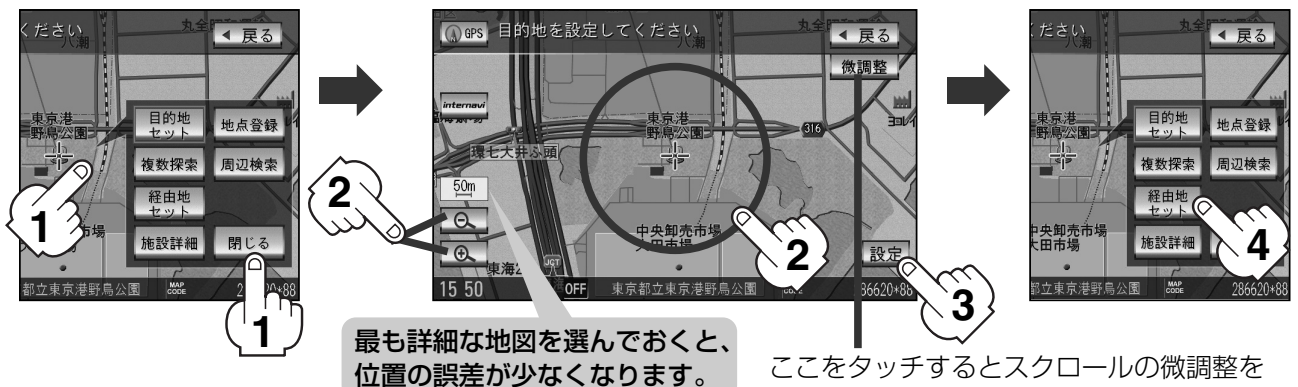 ください
八潮
丸全
◀ 戻る
東京港
野鳥公園
目的地
セット
地点登録
複数探索
周辺検索
経由地
セット
施設詳細
閉じる
都立東京港野鳥公園
MAP
CODE
1
1
GPS
目的地を設定してください
◀ 戻る
微調整
internavi
東京港
野鳥公園
316
環七大井ふ頭
50m
2
中央卸売市場
大田市場
2
設定
JCT
15 50
OFF
東京都立東京港野鳥公園
3
最も詳細な地図を選んでおくと、
位置の誤差が少なくなります。
ここをタッチするとスクロールの微調整を
ださい
八潮
丸全
◀ 戻る
東京港
野鳥公園
目的地
セット
地点登録
複数探索
周辺検索
経由地
セット
中央卸売市場
大田市場
施設詳細
4
都立東京港野鳥公園
MAP
CODE
286620*88